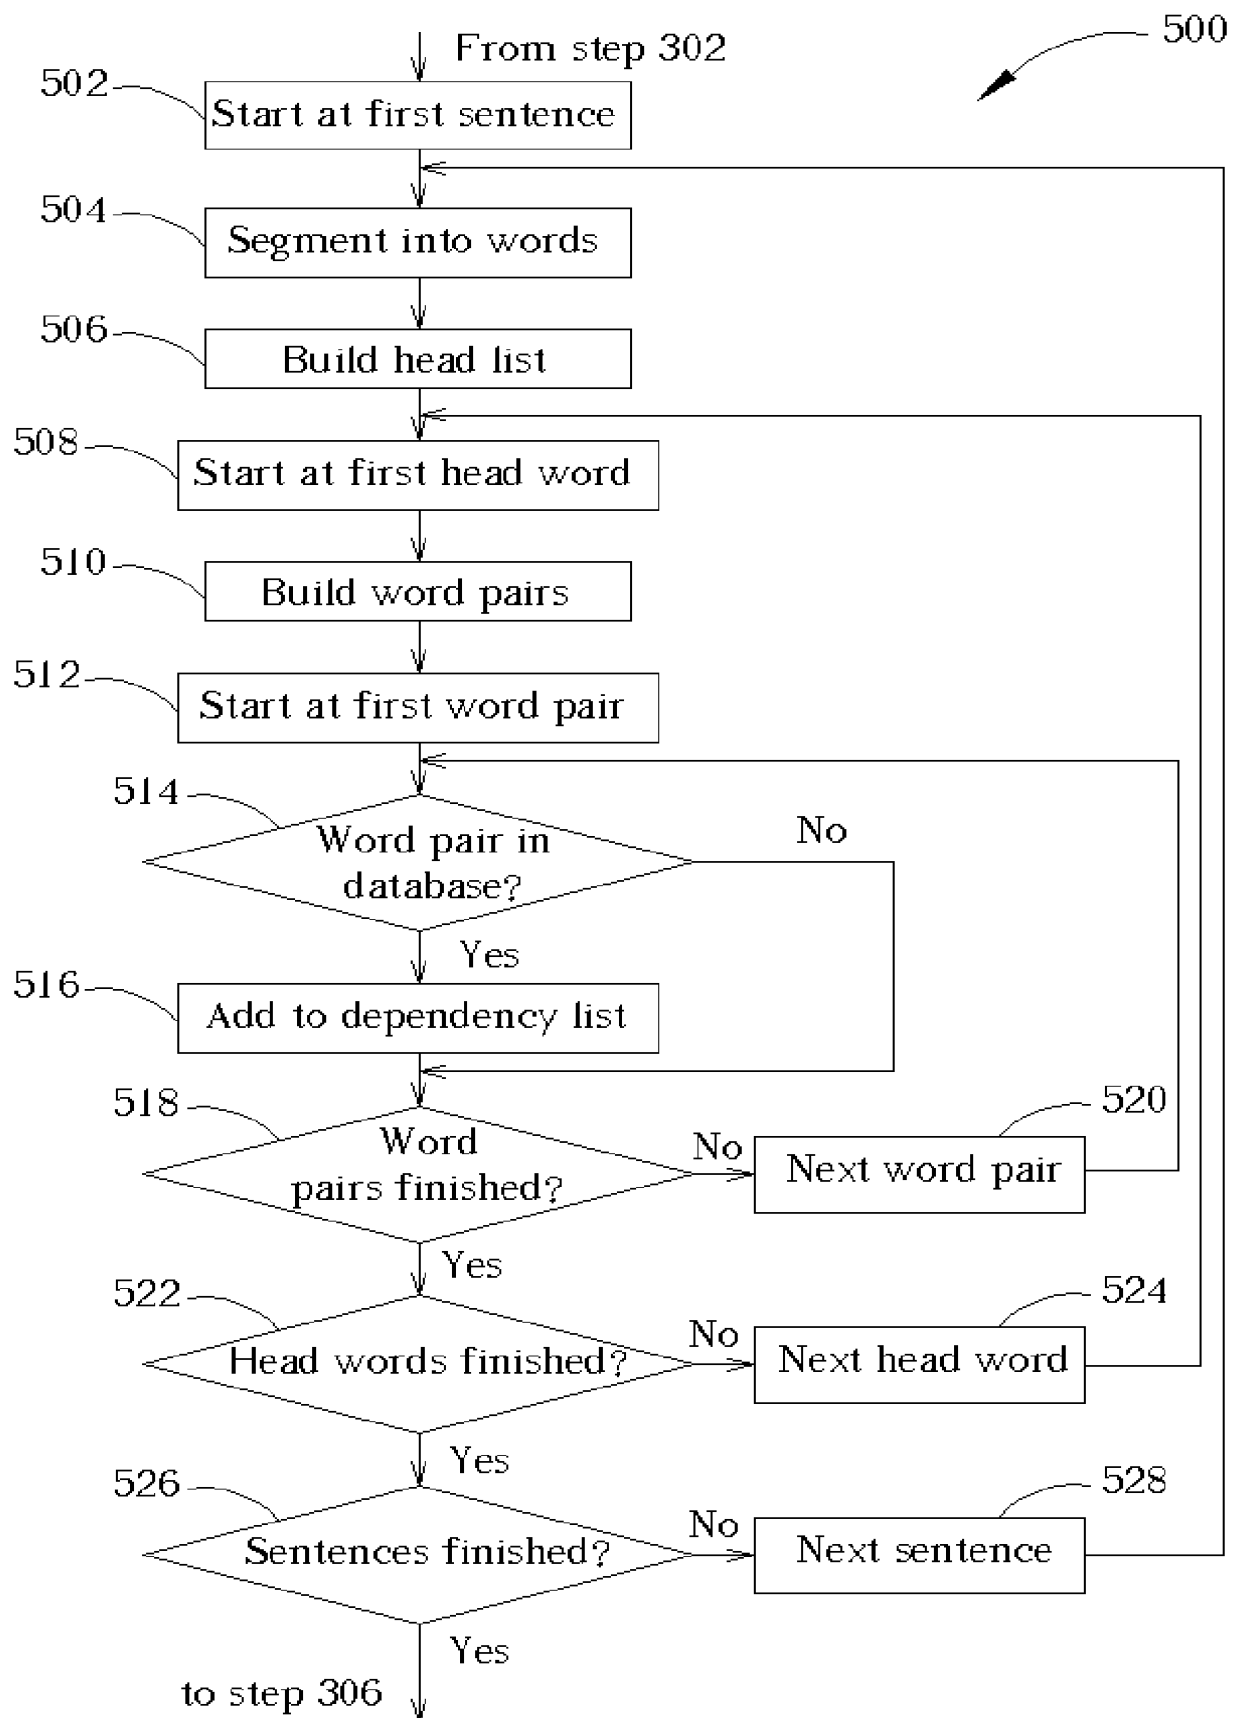 From step 302
500
502
Start at first sentence
504
Segment into words
506
Build head list
508
Start at first head word
510
Build word pairs
512
Start at first word pair
514
Word pair in
database?
No
Yes
516
Add to dependency list
518
Word
pairs finished?
No
520
Next word pair
Yes
522
Head words finished?
No
524
Next head word
Yes
526
Sentences finished?
No
528
Next sentence
Yes
to step 306